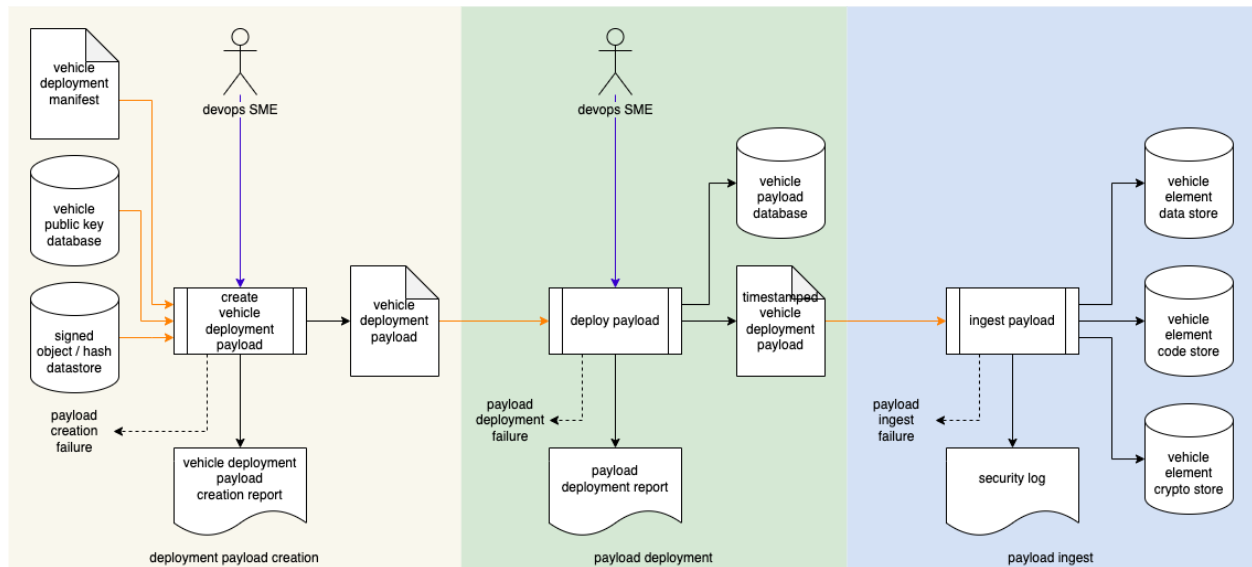 vehicle
deployment
manifest
devops SME
vehicle
public key
database
signed
object / hash
datastore
create
vehicle
deployment
payload
vehicle
deployment
payload
payload
creation
failure
vehicle deployment
payload
creation report
deployment payload creation
devops SME
vehicle
payload
database
deploy payload
timestamped
vehicle
deployment
payload
payload
deployment
failure
payload
deployment report
payload deployment
vehicle
element
data store
ingest payload
vehicle
element
code store
payload
ingest
failure
security log
vehicle
element
crypto store
payload ingest